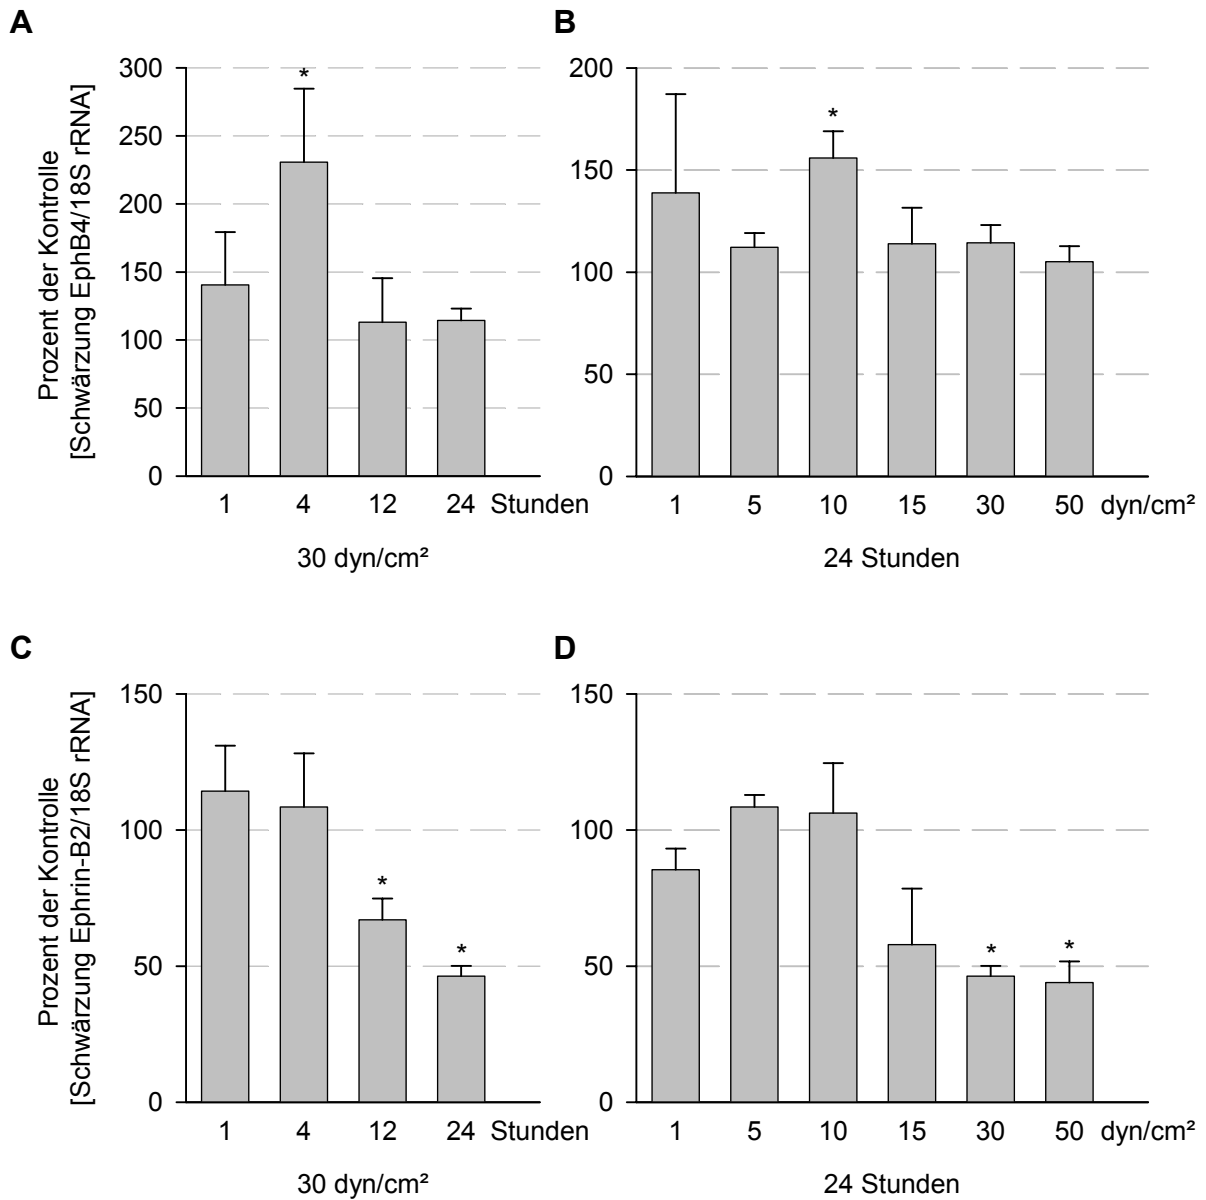 A
Prozent der Kontrolle
[Schwärzung EphB4/18S rRNA]
300
250
200
150
100
50
0
*
1 4 12 24 Stunden
30 dyn/cm²
B
200
150
100
50
0
*
1 5 10 15 30 50 dyn/cm²
24 Stunden
C
Prozent der Kontrolle
[Schwärzung Ephrin-B2/18S rRNA]
150
100
50
0
*
*
1 4 12 24 Stunden
30 dyn/cm²
D
150
100
50
0
* *
1 5 10 15 30 50 dyn/cm²
24 Stunden